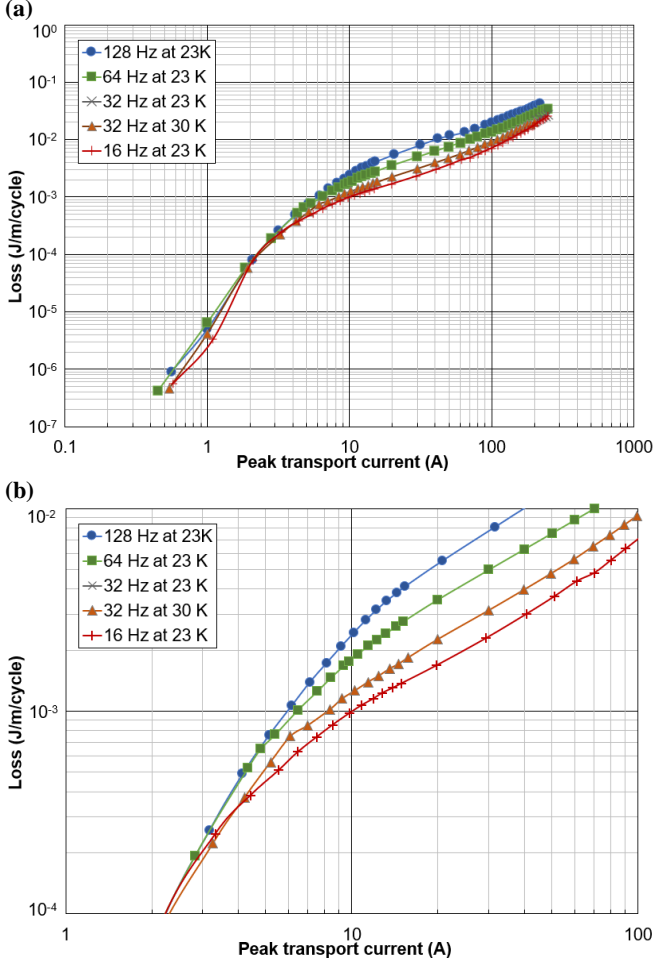 (a)
10⁰
10⁻¹
10⁻²
10⁻³
10⁻⁴
10⁻⁵
10⁻⁶
10⁻⁷
Loss (J/m/cycle)
128 Hz at 23K
64 Hz at 23 K
32 Hz at 23 K
32 Hz at 30 K
16 Hz at 23 K
0.1 1 10 100 1000
Peak transport current (A)
(b)
10⁻²
10⁻³
10⁻⁴
Loss (J/m/cycle)
128 Hz at 23K
64 Hz at 23 K
32 Hz at 23 K
32 Hz at 30 K
16 Hz at 23 K
1 10 100
Peak transport current (A)